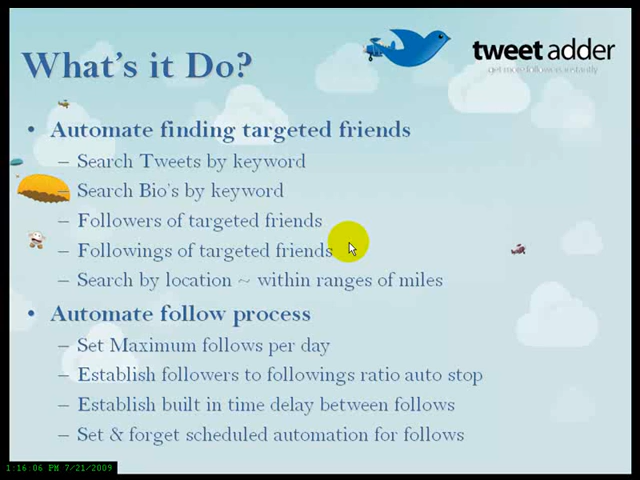 What's it Do?
tweet adder
get more followers instantly
• Automate finding targeted friends
– Search Tweets by keyword
– Search Bio's by keyword
– Followers of targeted friends
– Followings of targeted friends
– Search by location ~ within ranges of miles
• Automate follow process
– Set Maximum follows per day
– Establish followers to followings ratio auto stop
– Establish built in time delay between follows
– Set & forget scheduled automation for follows
1:16:06 PM 7/21/2009